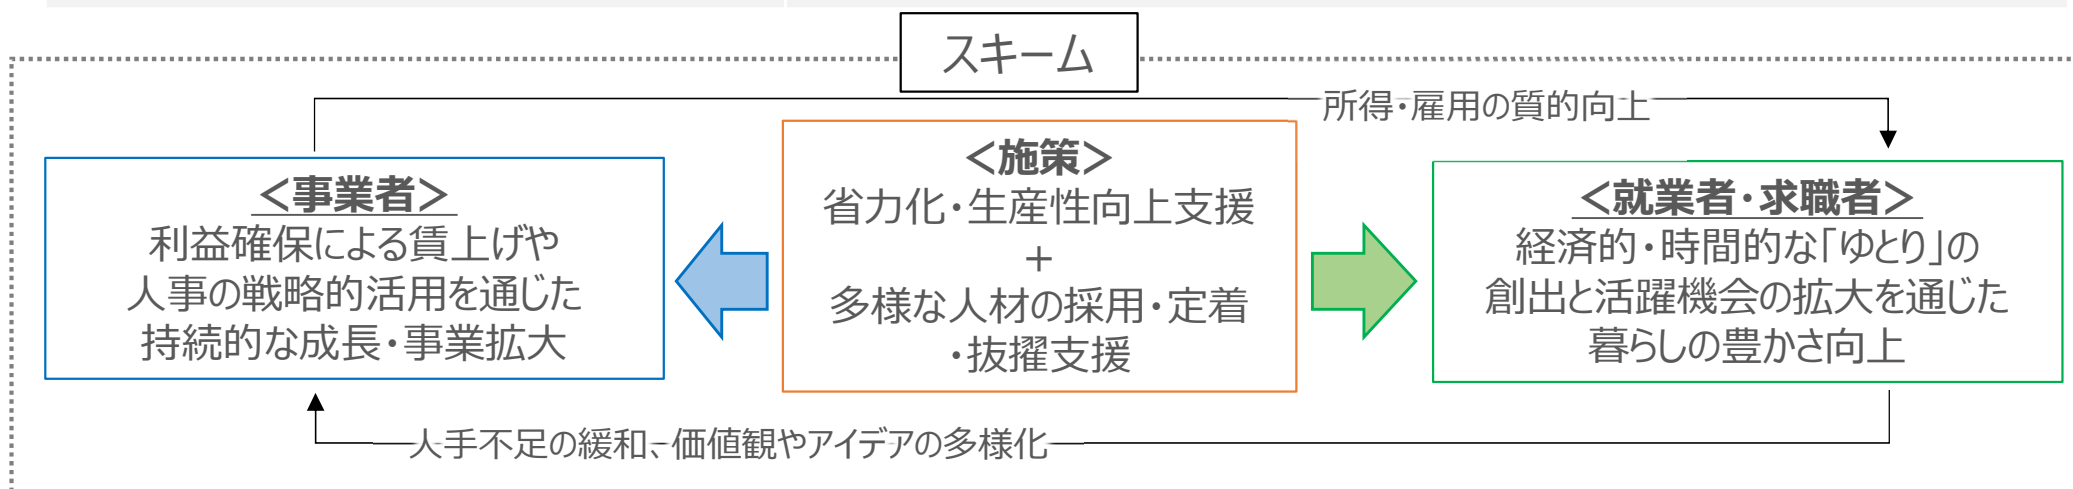 スキーム
所得・雇用の質的向上
<事業者>
利益確保による賃上げや
人事の戦略的活用を通じた
持続的な成長・事業拡大
<施策>
省力化・生産性向上支援
+
多様な人材の採用・定着
・抜擢支援
<就業者・求職者>
経済的・時間的な「ゆとり」の
創出と活躍機会の拡大を通じた
暮らしの豊かさ向上
人手不足の緩和、価値観やアイデアの多様化